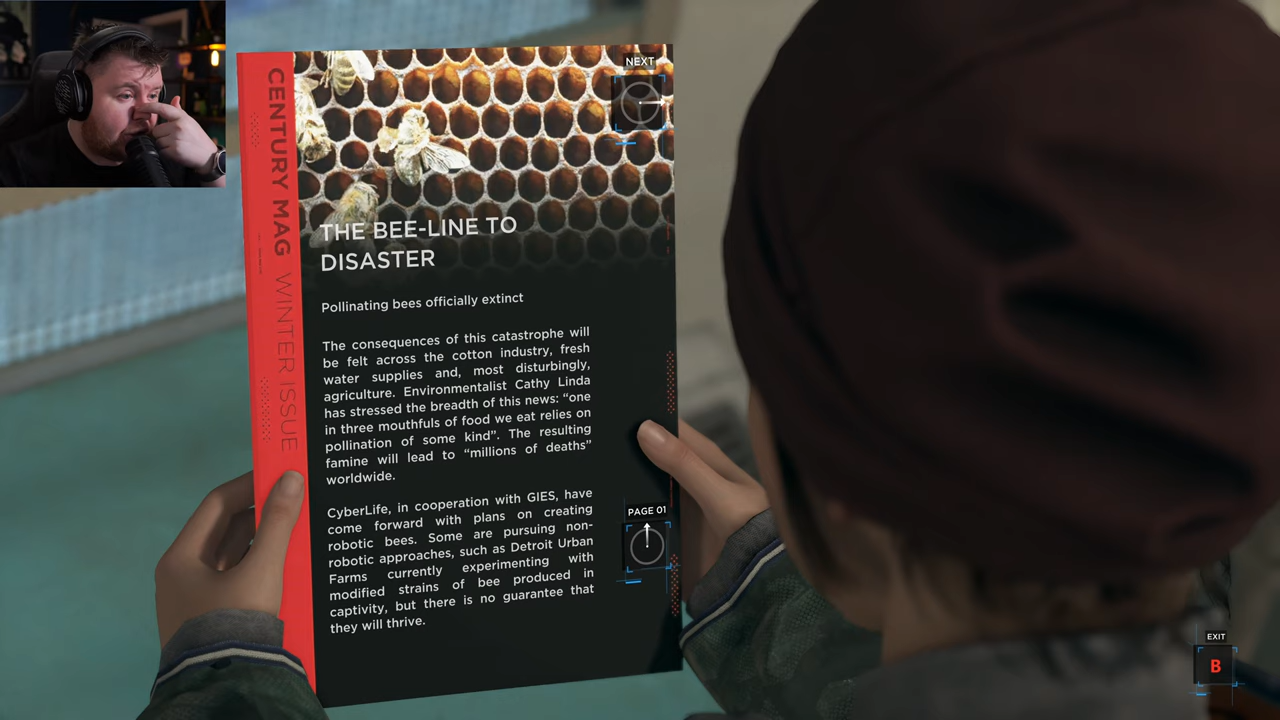 CENTURY MAG WINTER ISSUE
NEXT
THE BEE-LINE TO
DISASTER
Pollinating bees officially extinct
The consequences of this catastrophe will
be felt across the cotton industry, fresh
water supplies and, most disturbingly,
agriculture. Environmentalist Cathy Linda
has stressed the breadth of this news: “one
in three mouthfuls of food we eat relies on
pollination of some kind”. The resulting
famine will lead to “millions of deaths”
worldwide.
CyberLife, in cooperation with GIES, have
come forward with plans on creating
robotic bees. Some are pursuing non-
robotic approaches, such as Detroit Urban
Farms currently experimenting with
modified strains of bee produced in
captivity, but there is no guarantee that
they will thrive.
PAGE 01
EXIT
B